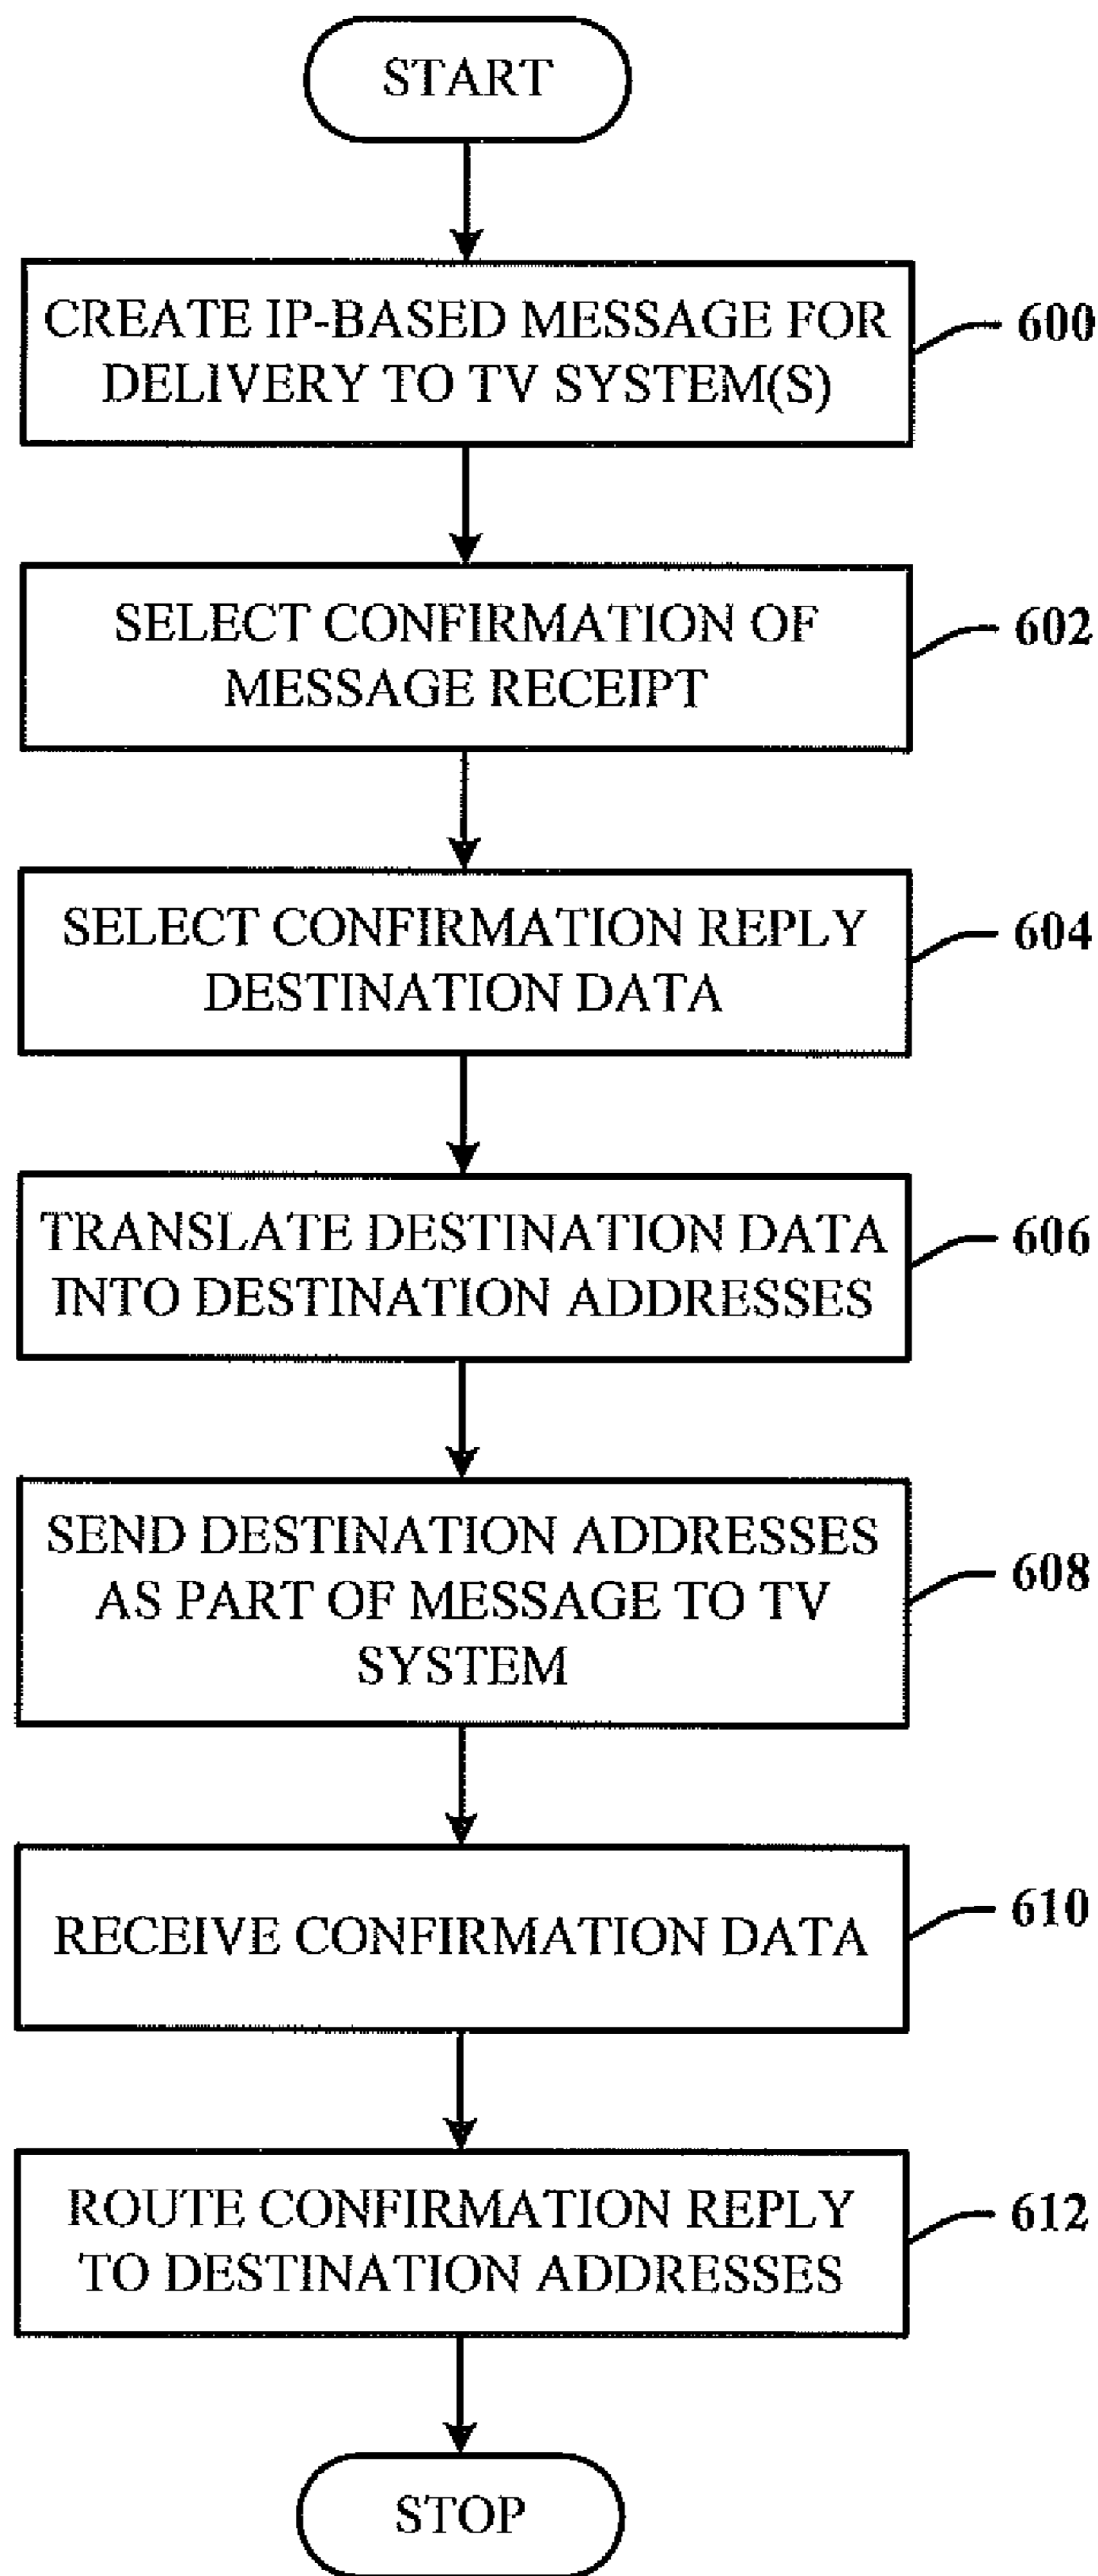 START
CREATE IP-BASED MESSAGE FOR
DELIVERY TO TV SYSTEM(S)
600
SELECT CONFIRMATION OF
MESSAGE RECEIPT
602
SELECT CONFIRMATION REPLY
DESTINATION DATA
604
TRANSLATE DESTINATION DATA
INTO DESTINATION ADDRESSES
606
SEND DESTINATION ADDRESSES
AS PART OF MESSAGE TO TV
SYSTEM
608
RECEIVE CONFIRMATION DATA
610
ROUTE CONFIRMATION REPLY
TO DESTINATION ADDRESSES
612
STOP